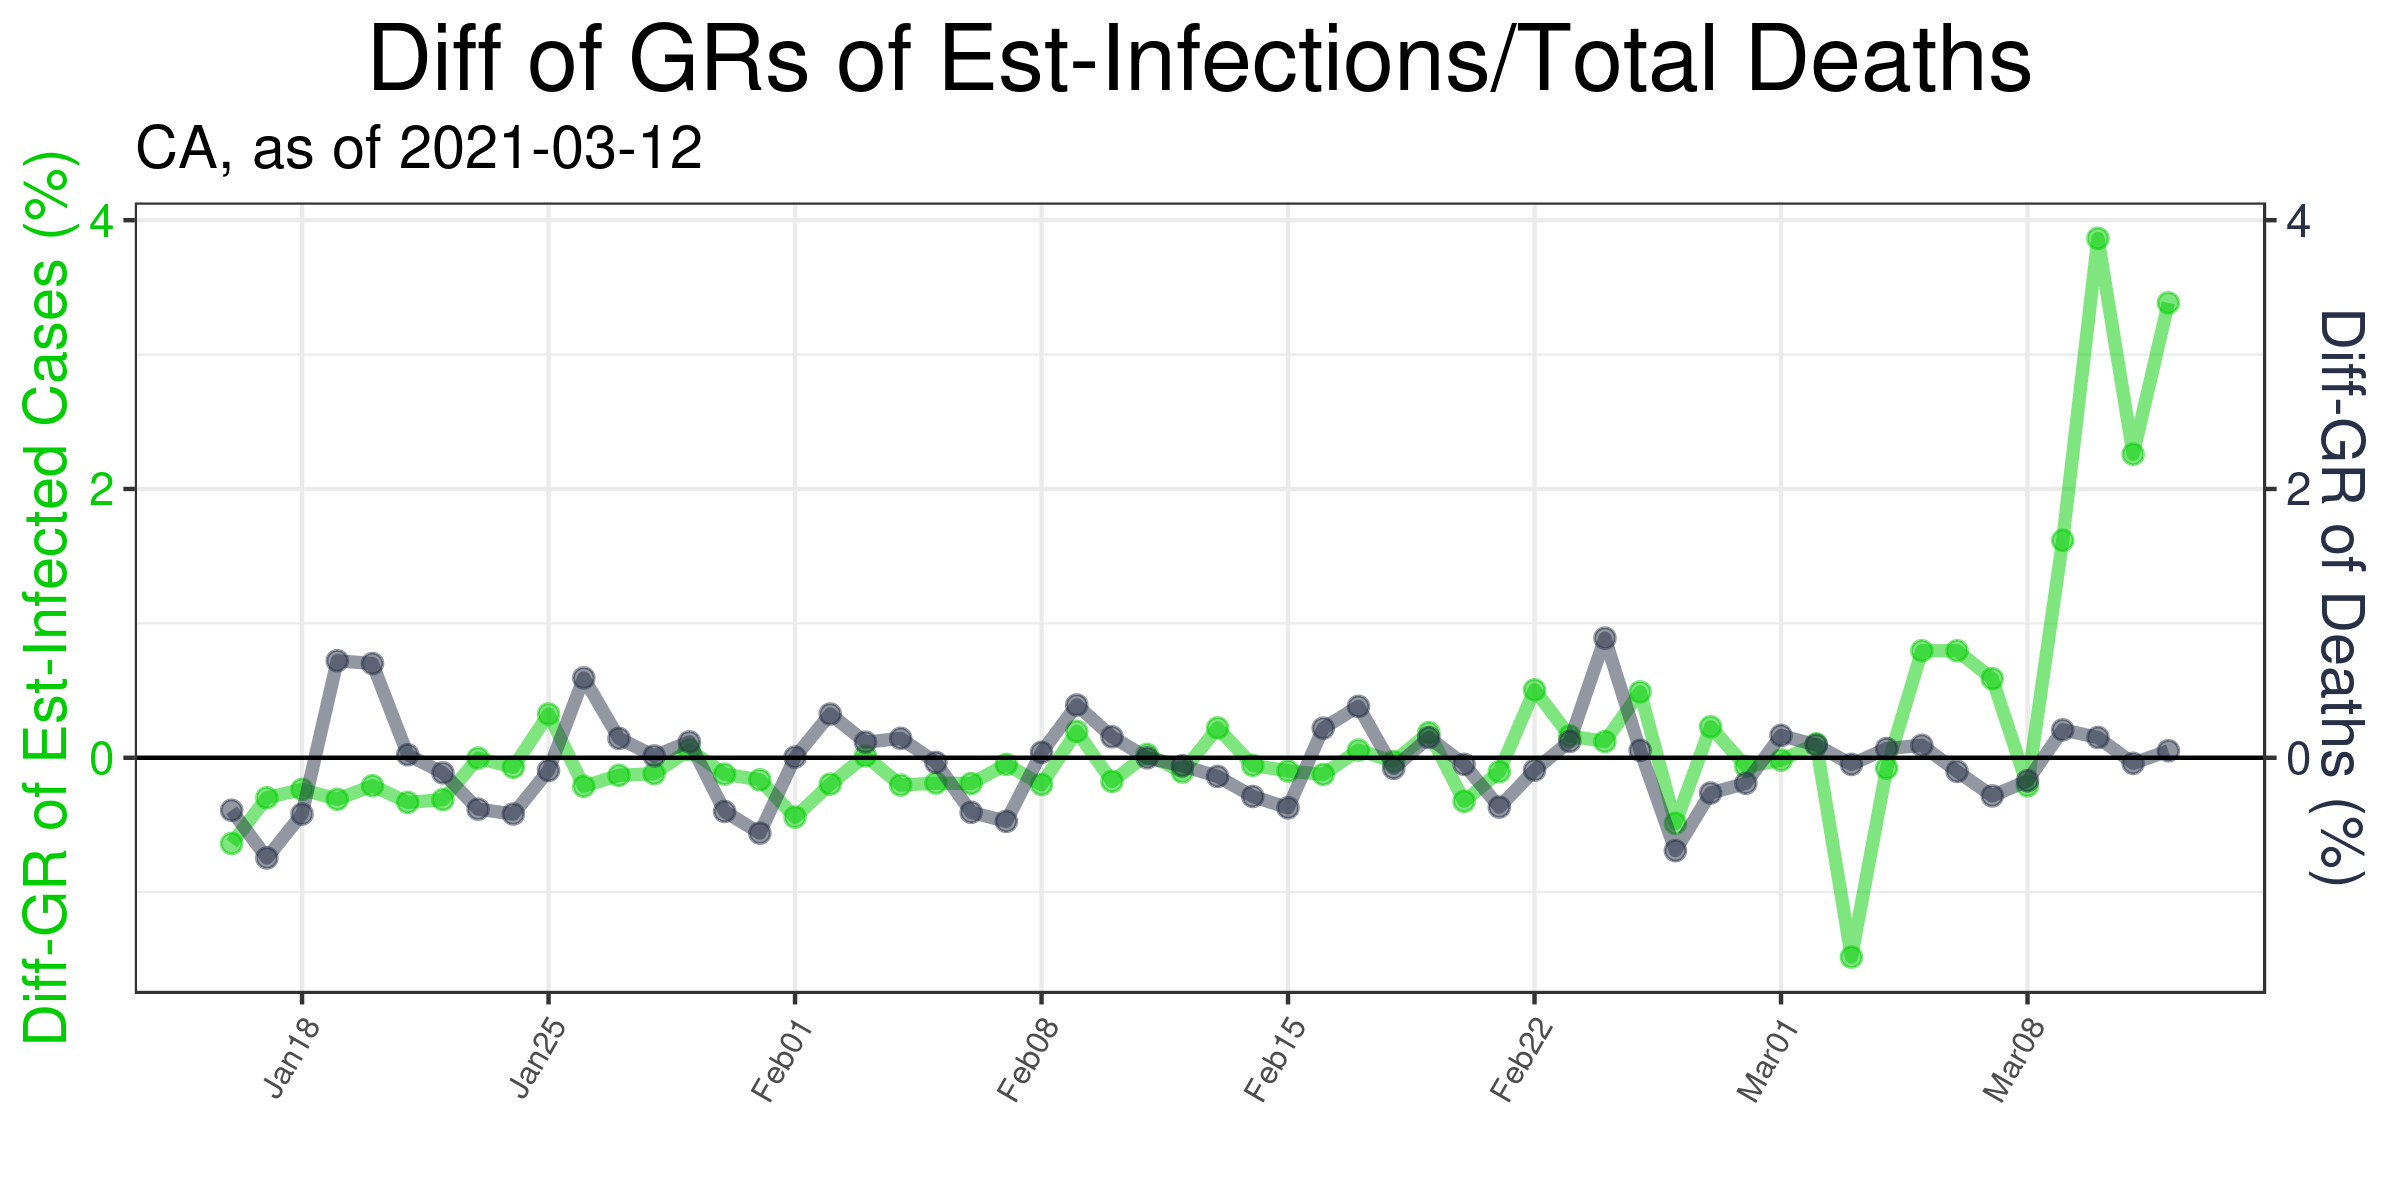 Diff of GRs of Est-Infections/Total Deaths
CA, as of 2021-03-12
Diff-GR of Est-Infected Cases (%)
4
2
0
4
2
0
Diff-GR of Deaths (%)
Jan18
Jan25
Feb01
Feb08
Feb15
Feb22
Mar01
Mar08